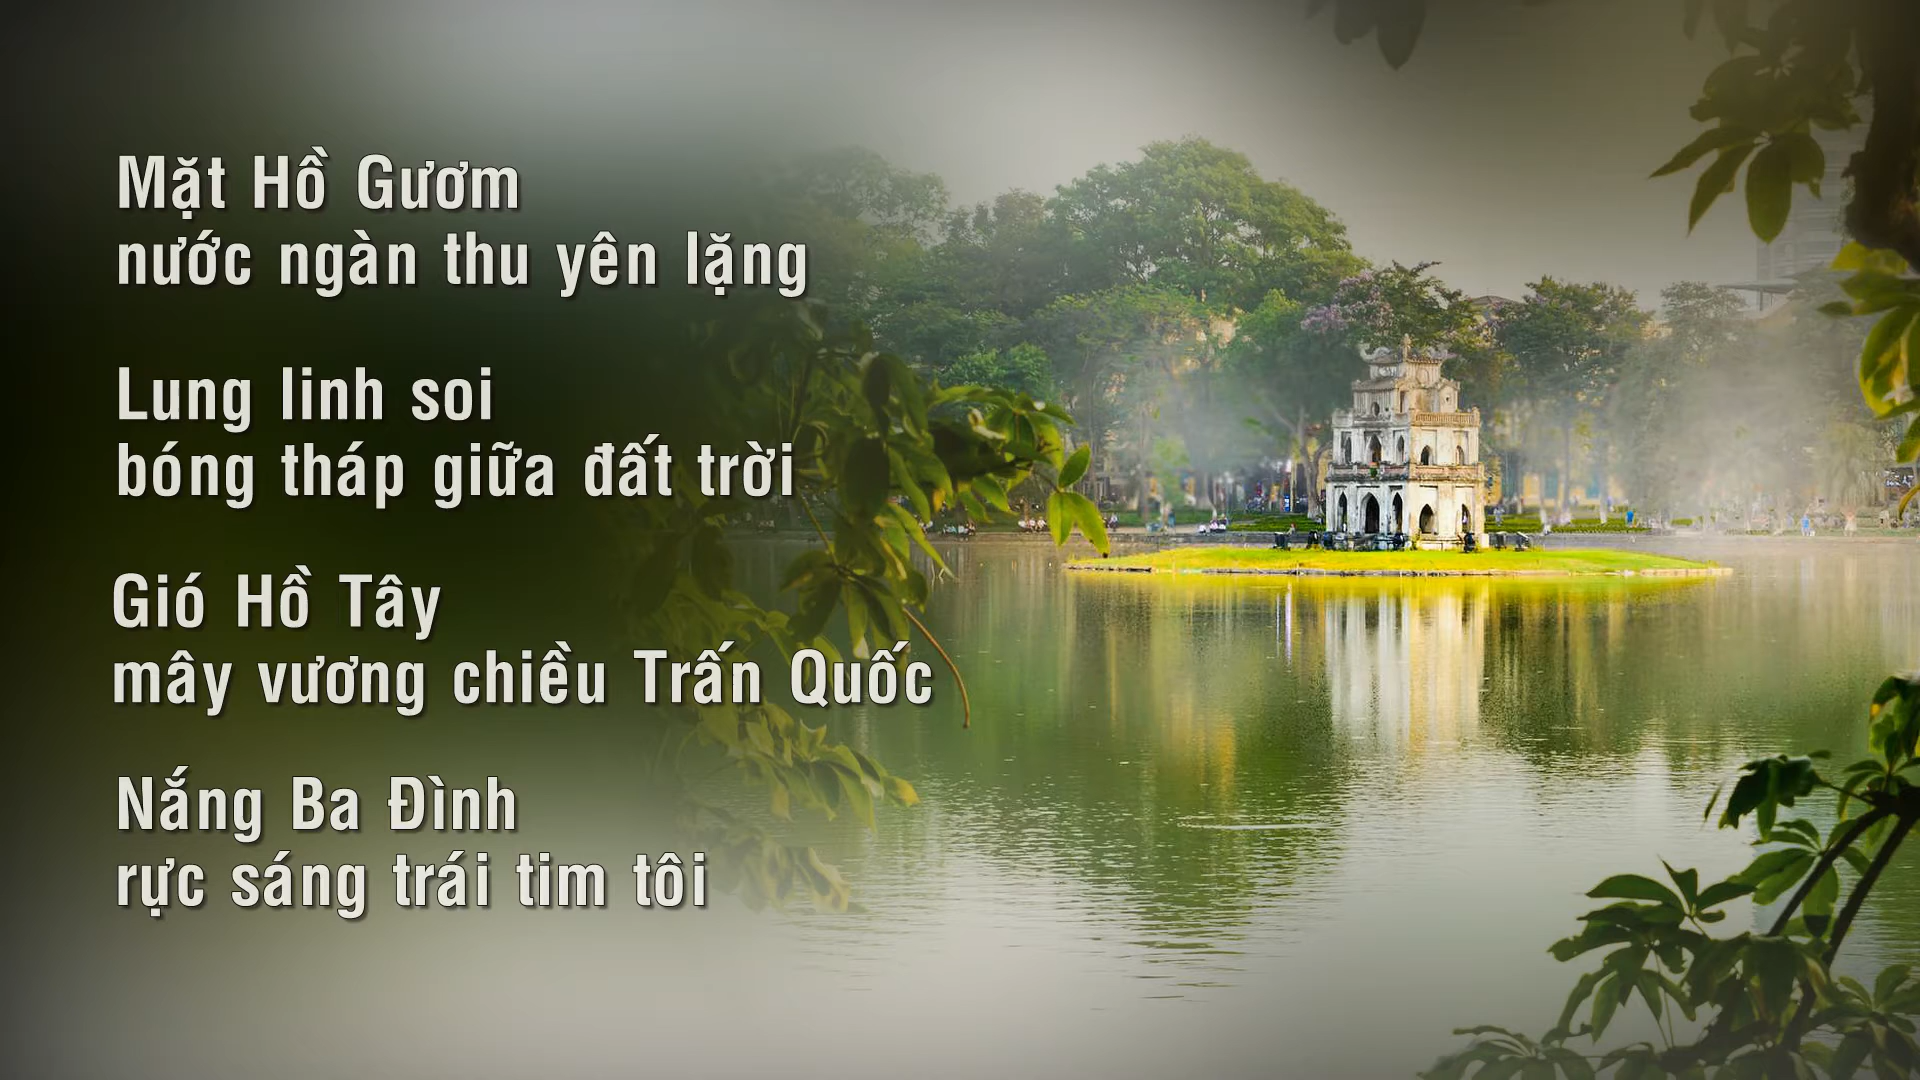 Mặt Hồ Gươm
nước ngàn thu yên lặng
Lung linh soi
bóng tháp giữa đất trời
Gió Hồ Tây
mây vương chiều Trấn Quốc
Nắng Ba Đình
rực sáng trái tim tôi